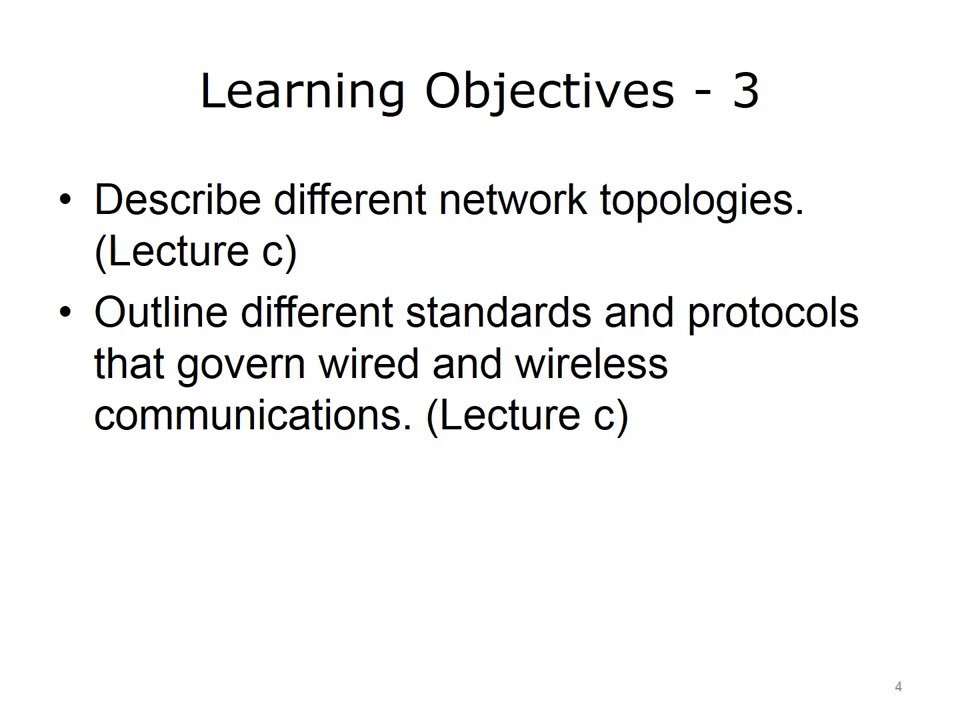 Learning Objectives - 3
• Describe different network topologies.
(Lecture c)
• Outline different standards and protocols
that govern wired and wireless
communications. (Lecture c)
4